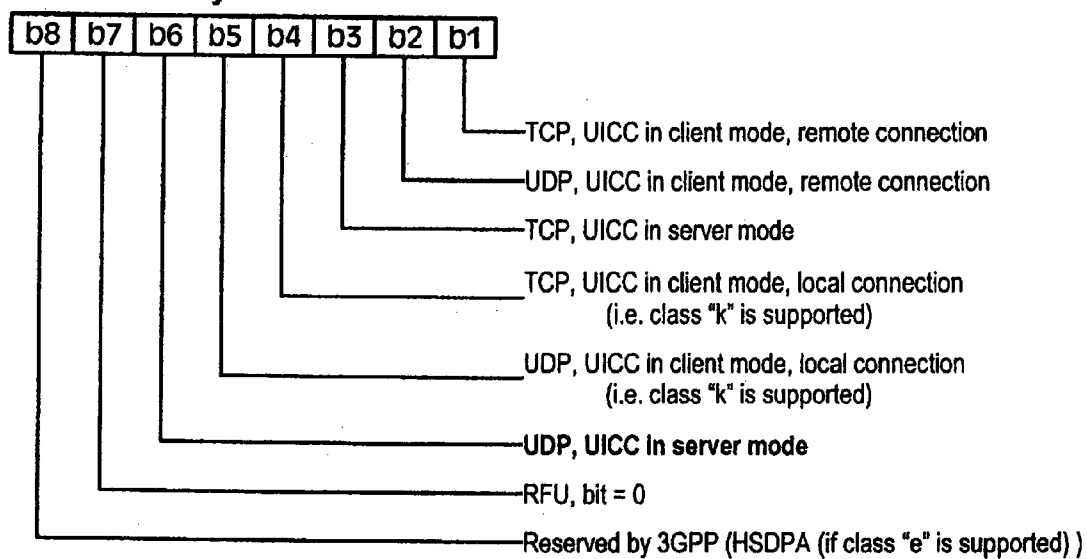 b8 b7 b6 b5 b4 b3 b2 b1
TCP, UICC in client mode, remote connection
UDP, UICC in client mode, remote connection
TCP, UICC in server mode
TCP, UICC in client mode, local connection
(i.e. class "k" is supported)
UDP, UICC in client mode, local connection
(i.e. class "k" is supported)
UDP, UICC in server mode
RFU, bit = 0
Reserved by 3GPP (HSDPA (if class "e" is supported) )